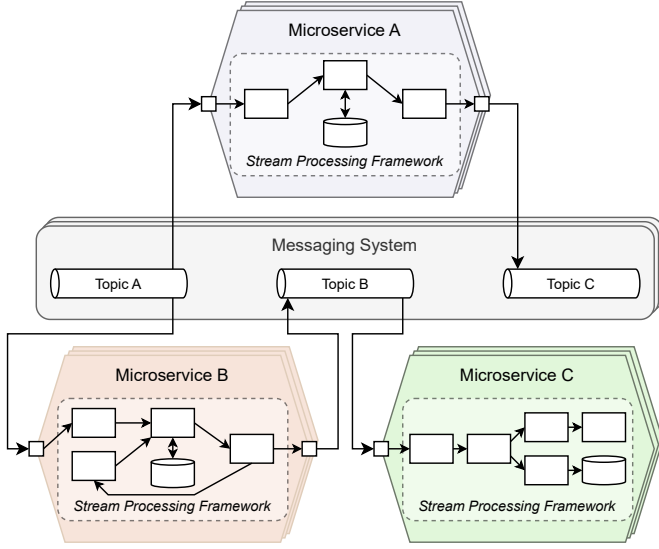 Microservice A
Stream Processing Framework
Messaging System
Topic A
Topic B
Topic C
Microservice B
Stream Processing Framework
Microservice C
Stream Processing Framework